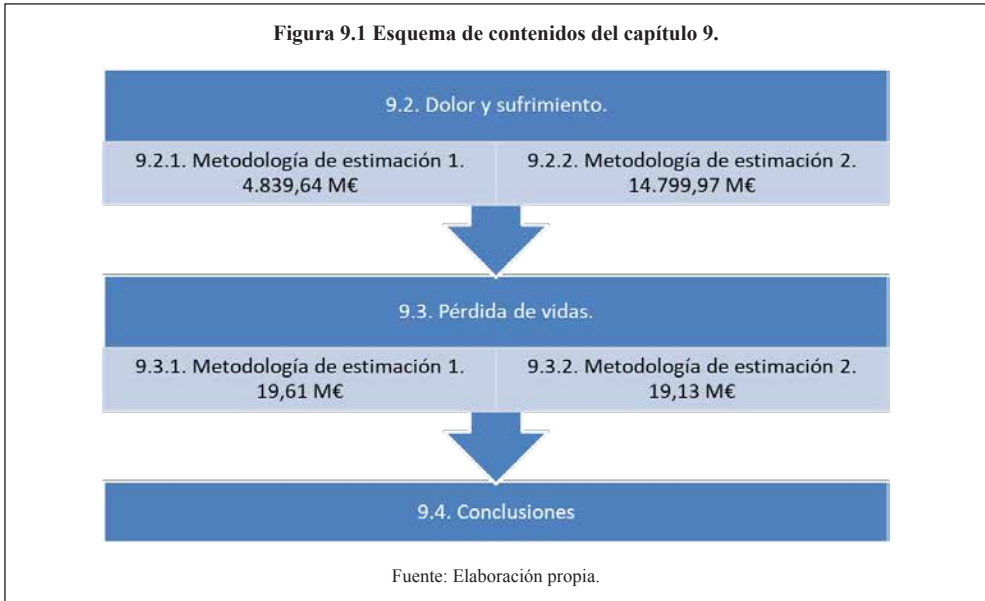 Figura 9.1 Esquema de contenidos del capítulo 9.
9.2. Dolor y sufrimiento.
9.2.1. Metodología de estimación 1.
4.839,64 M€
9.2.2. Metodología de estimación 2.
14.799,97 M€
9.3. Pérdida de vidas.
9.3.1. Metodología de estimación 1.
19,61 M€
9.3.2. Metodología de estimación 2.
19,13 M€
9.4. Conclusiones
Fuente: Elaboración propia.